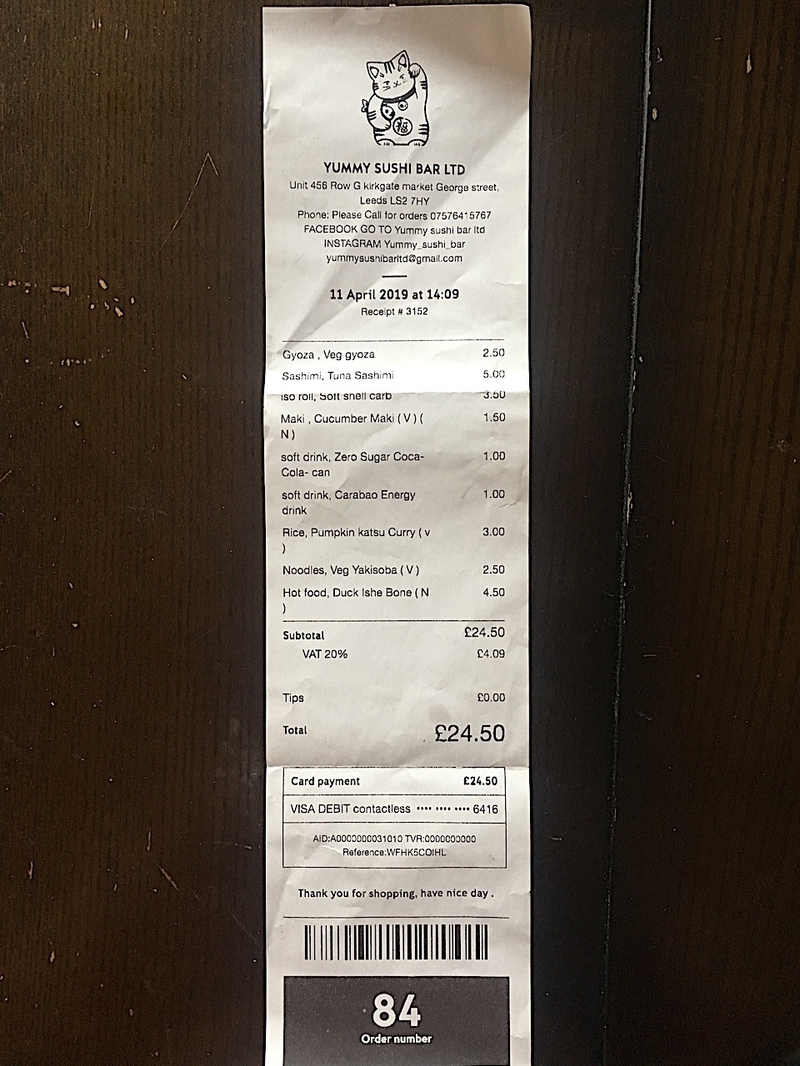 福
YUMMY SUSHI BAR LTD
Unit 456 Row G kirkgate market George street,
Leeds LS2 7HY
Phone: Please Call for orders 07576415767
FACEBOOK GO TO Yummy sushi bar ltd
INSTAGRAM Yummy_sushi_bar
yummysushibarltd@gmail.com
11 April 2019 at 14:09
Receipt # 3152
Gyoza , Veg gyoza 2.50
Sashimi, Tuna Sashimi 5.00
iso roll, Soft shell carb 3.50
Maki , Cucumber Maki ( V ) ( 1.50
N )
soft drink, Zero Sugar Coca- 1.00
Cola- can
soft drink, Carabao Energy 1.00
drink
Rice, Pumpkin katsu Curry ( v 3.00
)
Noodles, Veg Yakisoba ( V ) 2.50
Hot food, Duck Ishe Bone ( N 4.50
)
Subtotal £24.50
VAT 20% £4.09
Tips £0.00
Total £24.50
Card payment £24.50
VISA DEBIT contactless •••• •••• •••• 6416
AID:A0000000031010 TVR:0000000000
Reference:WFHK5COIHL
Thank you for shopping, have nice day .
84
Order number